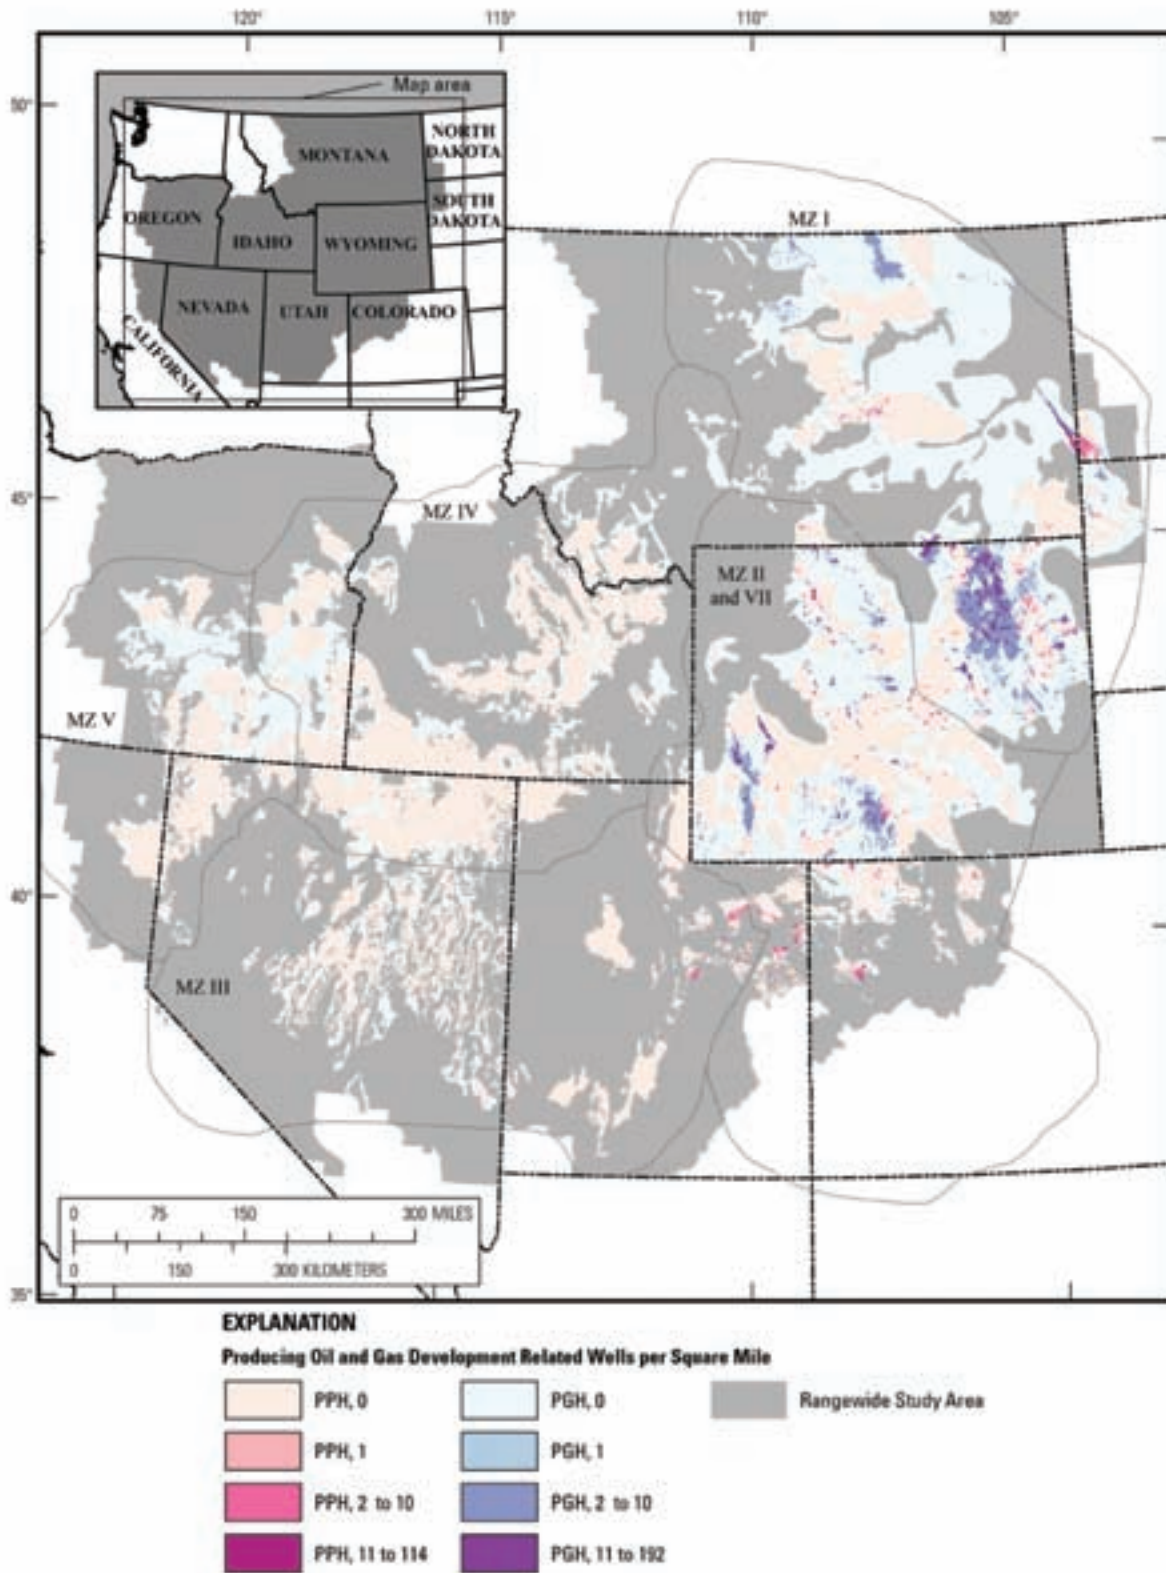 120° 115° 110° 105°
50°
45°
40°
35°
Map area
NORTH
DAKOTA
MONTANA
SOUTH
DAKOTA
OREGON
IDAHO
WYOMING
NEVADA
UTAH
COLORADO
CALIFORNIA
MZ I
MZ IV
MZ II
and VII
MZ V
MZ III
0 75 150 300 MILES
0 150 300 KILOMETERS
EXPLANATION
Producing Oil and Gas Development Related Wells per Square Mile
PPH, 0 PGH, 0 Rangewide Study Area
PPH, 1 PGH, 1
PPH, 2 to 10 PGH, 2 to 10
PPH, 11 to 114 PGH, 11 to 192